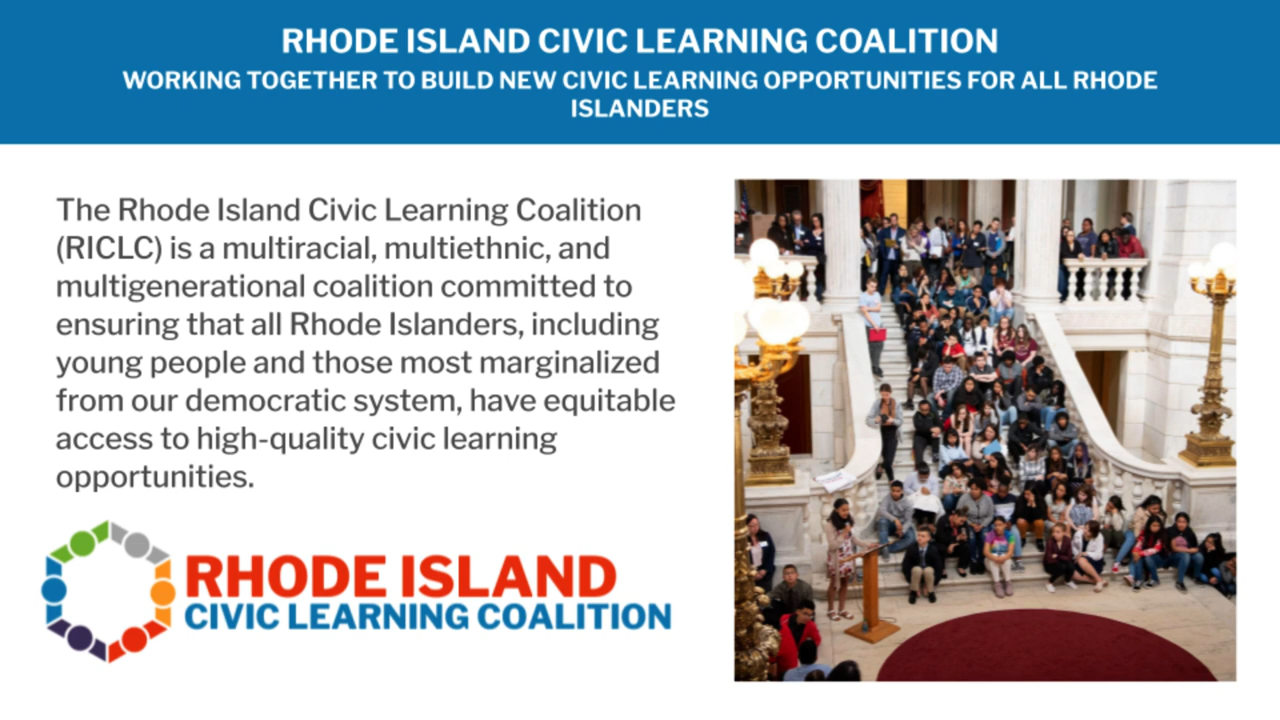 RHODE ISLAND CIVIC LEARNING COALITION
WORKING TOGETHER TO BUILD NEW CIVIC LEARNING OPPORTUNITIES FOR ALL RHODE
ISLANDERS
The Rhode Island Civic Learning Coalition
(RICLC) is a multiracial, multiethnic, and
multigenerational coalition committed to
ensuring that all Rhode Islanders, including
young people and those most marginalized
from our democratic system, have equitable
access to high-quality civic learning
opportunities.
RHODE ISLAND
CIVIC LEARNING COALITION